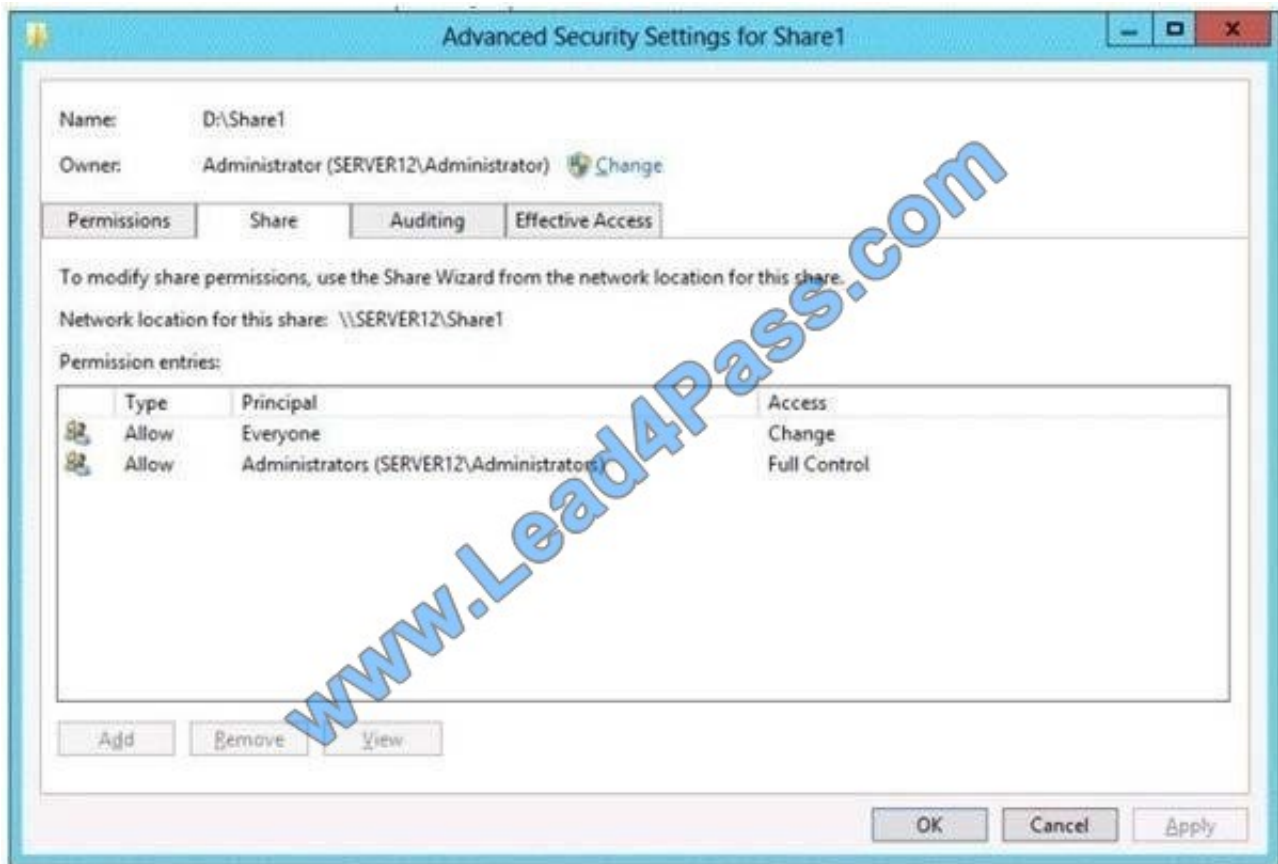 Advanced Security Settings for Share1
Name: D:\Share1
Owner: Administrator (SERVER12\Administrator) Change
Permissions Share Auditing Effective Access
To modify share permissions, use the Share Wizard from the network location for this share.
Network location for this share: \\SERVER12\Share1
Permission entries:
Type Principal Access
Allow Everyone Change
Allow Administrators (SERVER12\Administrators) Full Control
www.Lead4Pass.com
Add Remove View
OK Cancel Apply